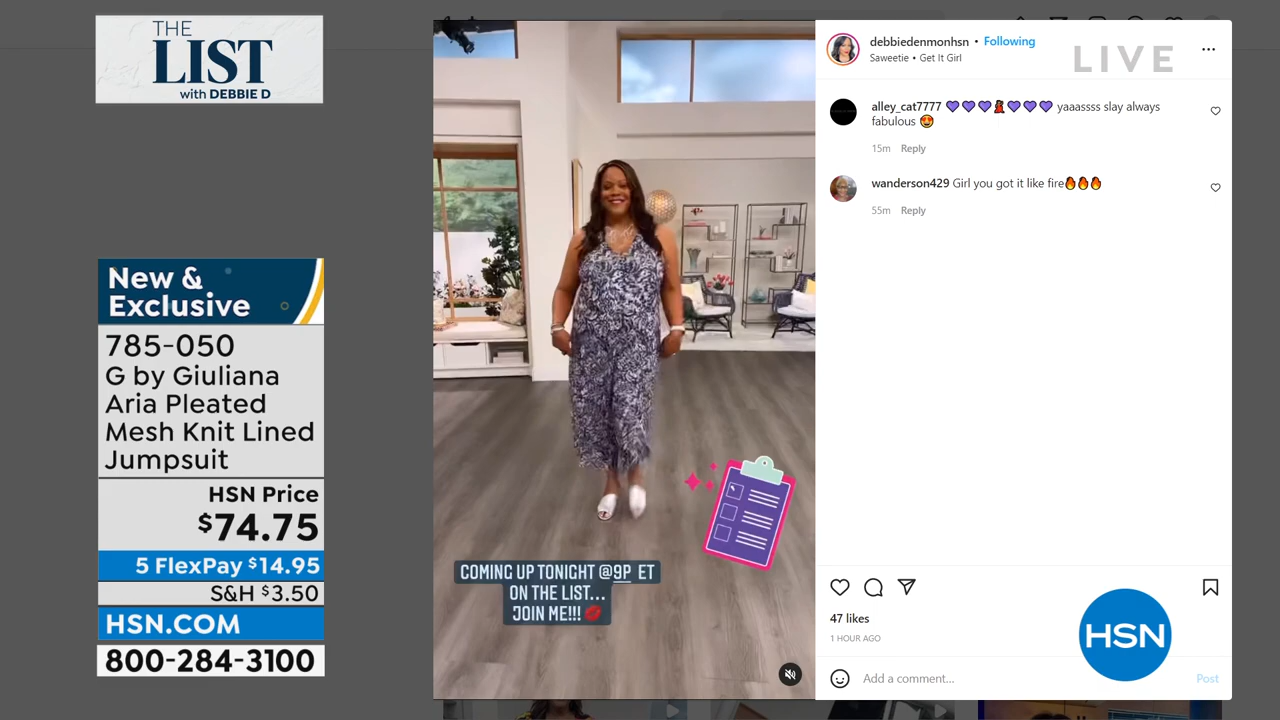 THE
LIST
with DEBBIE D
New &
Exclusive
785-050
G by Giuliana
Aria Pleated
Mesh Knit Lined
Jumpsuit
HSN Price
$74.75
5 FlexPay $14.95
S&H $3.50
HSN.COM
800-284-3100
COMING UP TONIGHT @9P ET
ON THE LIST...
JOIN ME!!! 💋
debbiedenmonhsn • Following
Saweetie • Get It Girl
LIVE
alley_cat7777 💜💜💜💃💜💜💜 yaaassss slay always
fabulous 😍
15m Reply
wanderson429 Girl you got it like fire🔥🔥🔥
55m Reply
47 likes
1 HOUR AGO
HSN
Add a comment...
Post